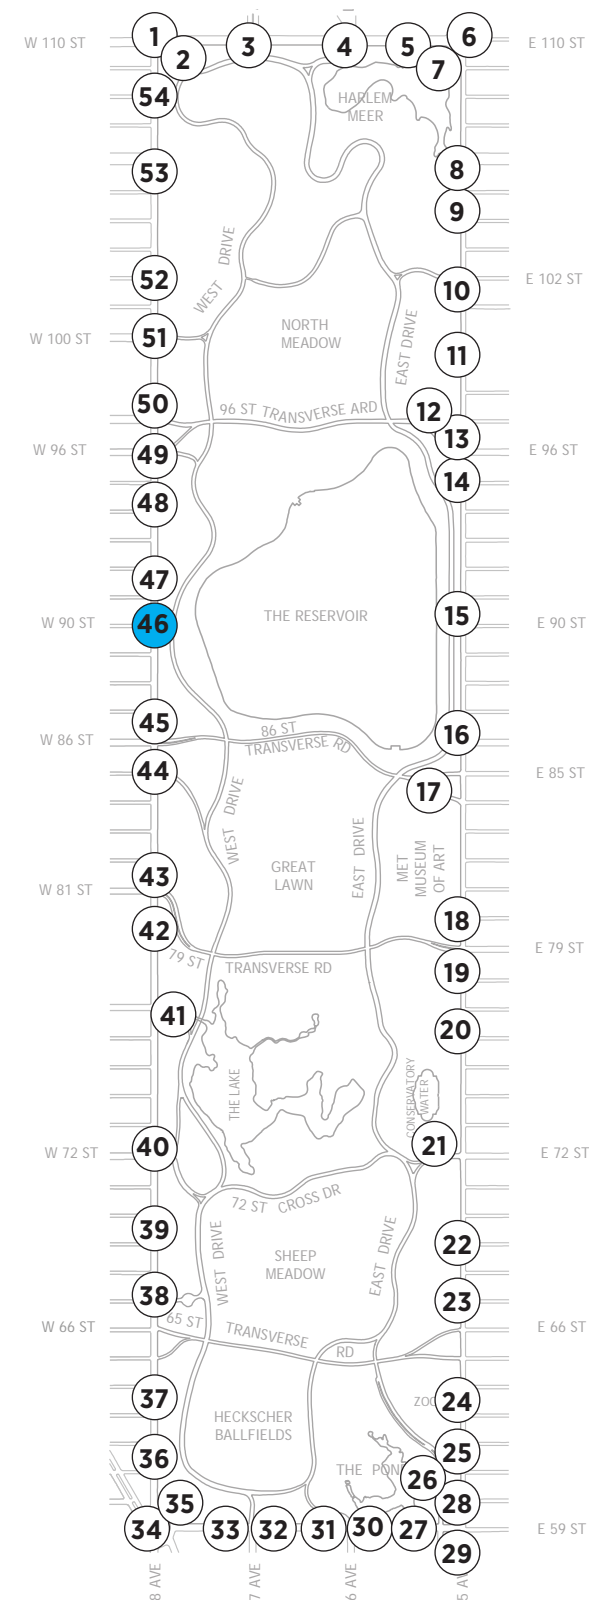 1
2
3
4
5
6
7
W 110 ST
E 110 ST
54
HARLEM
MEER
53
8
9
WEST DRIVE
52
10
E 102 ST
W 100 ST
51
NORTH
MEADOW
EAST DRIVE
11
50
96 ST TRANSVERSE ARD
12
13
W 96 ST
49
E 96 ST
14
48
47
W 90 ST
46
THE RESERVOIR
15
E 90 ST
45
W 86 ST
86 ST
TRANSVERSE RD
16
44
E 85 ST
17
WEST DRIVE
EAST DRIVE
MET
MUSEUM
OF ART
GREAT
LAWN
43
W 81 ST
42
18
79 ST
TRANSVERSE RD
E 79 ST
19
41
20
THE LAKE
CONSERVATORY
WATER
40
W 72 ST
21
E 72 ST
72 ST CROSS DR
39
WEST DRIVE
SHEEP
MEADOW
EAST DRIVE
22
38
23
65 ST
TRANSVERSE
RD
W 66 ST
E 66 ST
37
ZOO
24
HECKSCHER
BALLFIELDS
36
25
THE POND
26
35
28
34
33
32
31
30
27
E 59 ST
29
8 AVE
7 AVE
6 AVE
5 AV